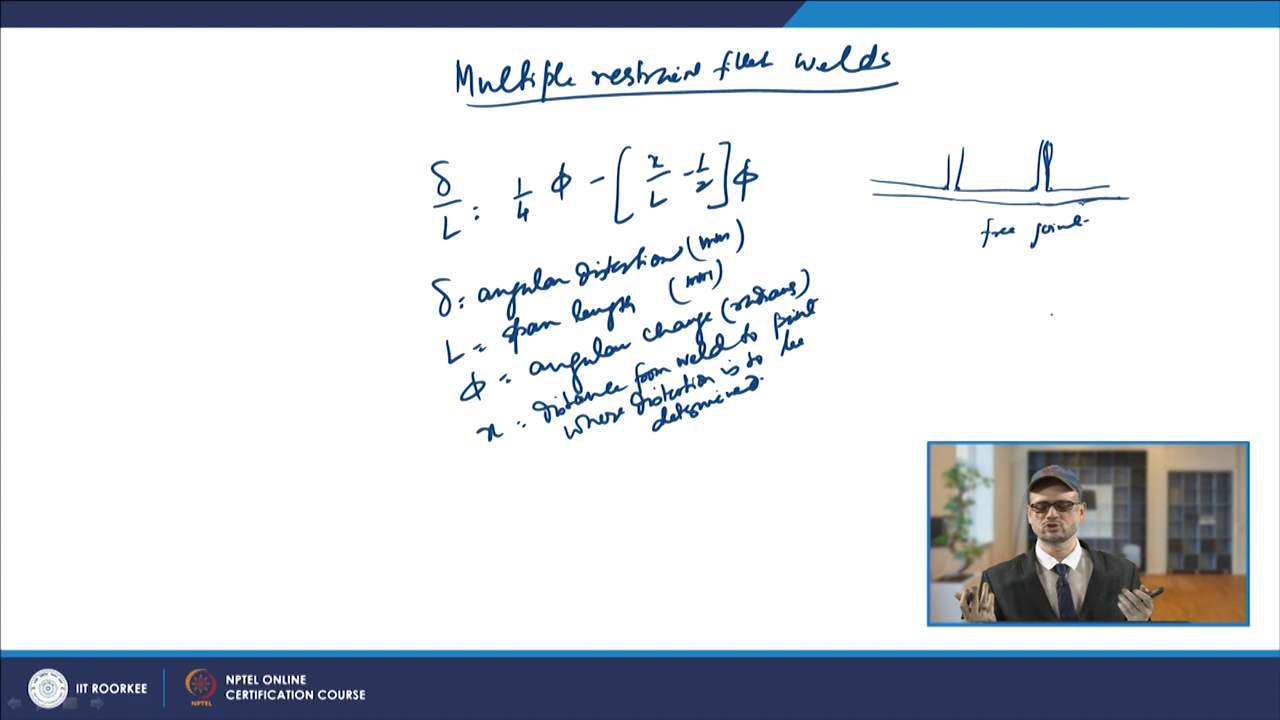 Multiple restrain fillet welds
δ/L = 1/4 φ - [x/L - 1/2] φ
free joint
δ = angular distortion (mm)
L = span length (mm)
φ = angular change (radians)
x = distance from weld to point
where distortion is to be
determined.
IIT ROORKEE
NPTEL ONLINE
CERTIFICATION COURSE
NPTEL